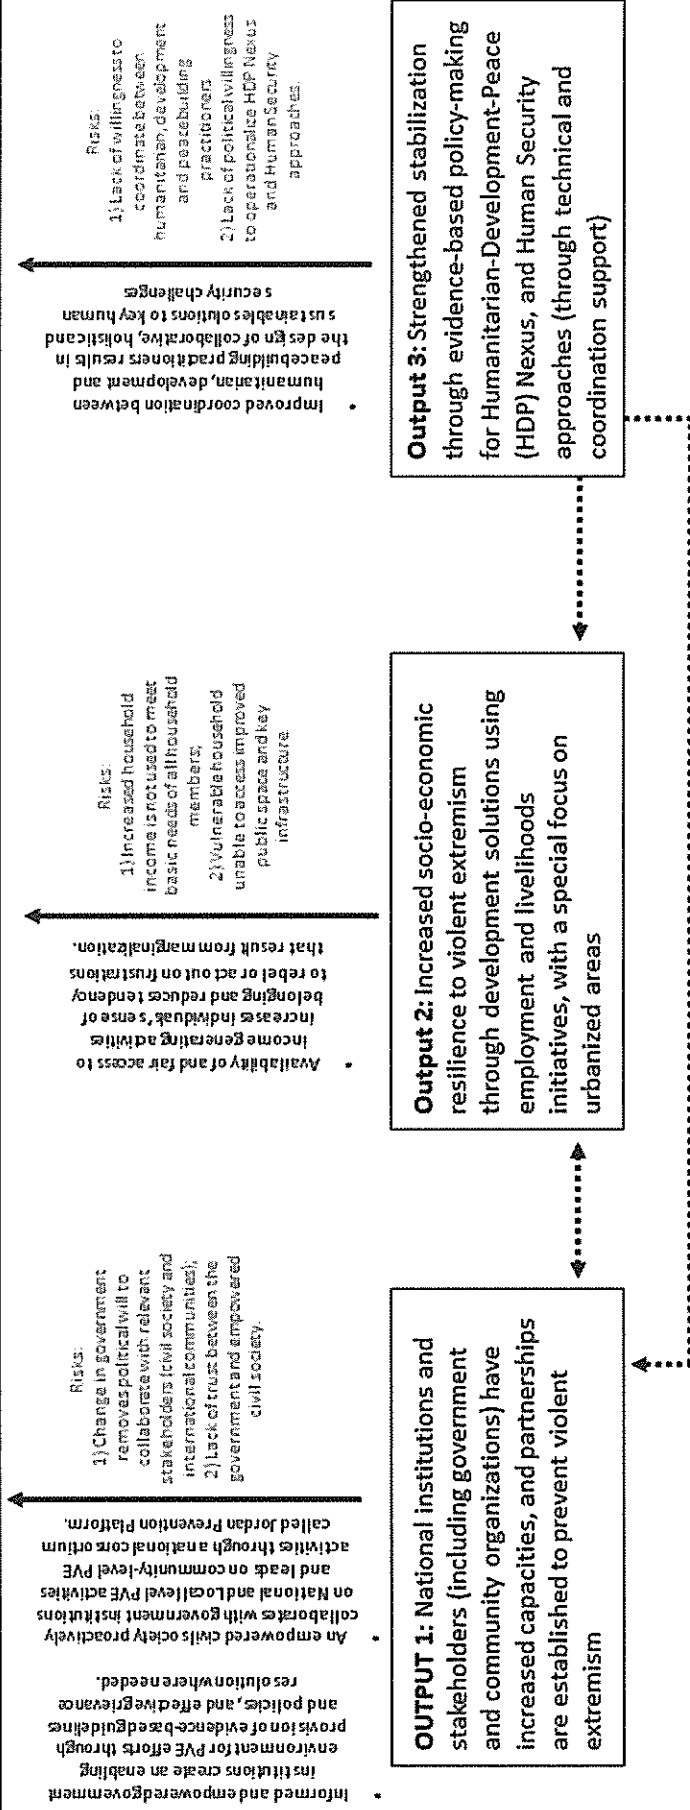 • Informed and empowered government
institutions create an enabling
environment for PVE efforts through
provision of evidence-based guidelines
and policies, and effective grievance
resolution where needed.
• An empowered civils society proactively
collaborates with government institutions
on National and Local level PVE activities
and leads on community-level PVE
activities through a national consortium
called Jordan Prevention Platform.
Risks:
1) Change in government
removes political will to
collaborate with relevant
stakeholders (civil society and
international communities);
2) Lack of trust between the
government and empowered
civil society.
OUTPUT 1: National institutions and
stakeholders (including government
and community organizations) have
increased capacities, and partnerships
are established to prevent violent
extremism
• Availability of and fair access to
income generating activities
increases individuals' sense of
belonging and reduces tendency
to rebel or act out on frustrations
that result from marginalization.
Risks:
1) Increased household
income is not used to meet
basic needs of all household
members;
2) Vulnerable household
unable to access improved
public space and key
infrastructure.
Output 2: Increased socio-economic
resilience to violent extremism
through development solutions using
employment and livelihoods
initiatives, with a special focus on
urbanized areas
• Improved coordination between
humanitarian, development and
peacebuilding practitioners results in
the design of collaborative, holistic and
sustainables solutions to key human
security challenges
Risks:
1) Lack of willingness to
coordinate between
humanitarian, development
and peacebuilding
practitioners
2) Lack of political willingness
to operationalize HDP Nexus
and Human Security
approaches.
Output 3: Strengthened stabilization
through evidence-based policy-making
for Humanitarian-Development-Peace
(HDP) Nexus, and Human Security
approaches (through technical and
coordination support)